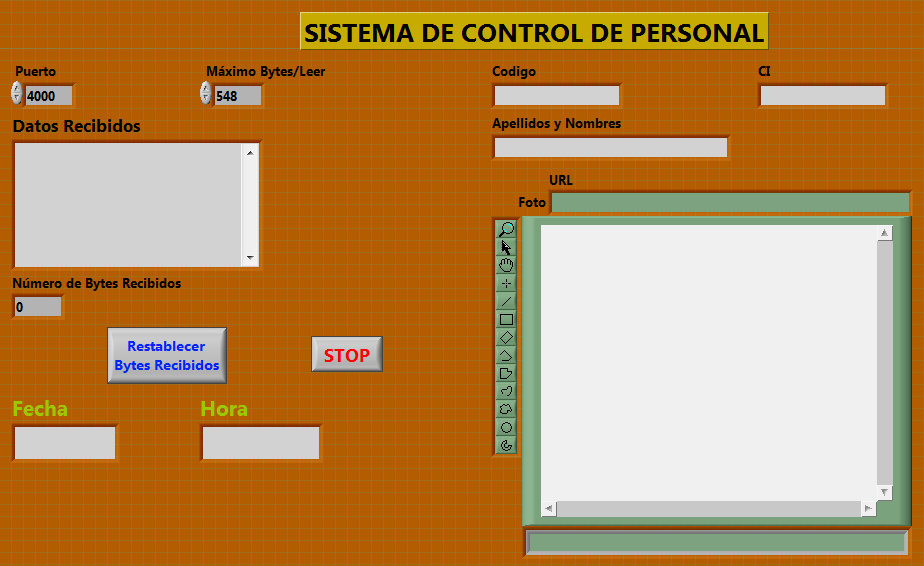 SISTEMA DE CONTROL DE PERSONAL
Puerto
Máximo Bytes/Leer
Codigo
CI
4000
548
Datos Recibidos
Apellidos y Nombres
URL
Foto
Número de Bytes Recibidos
0
Restablecer
Bytes Recibidos
STOP
Fecha
Hora